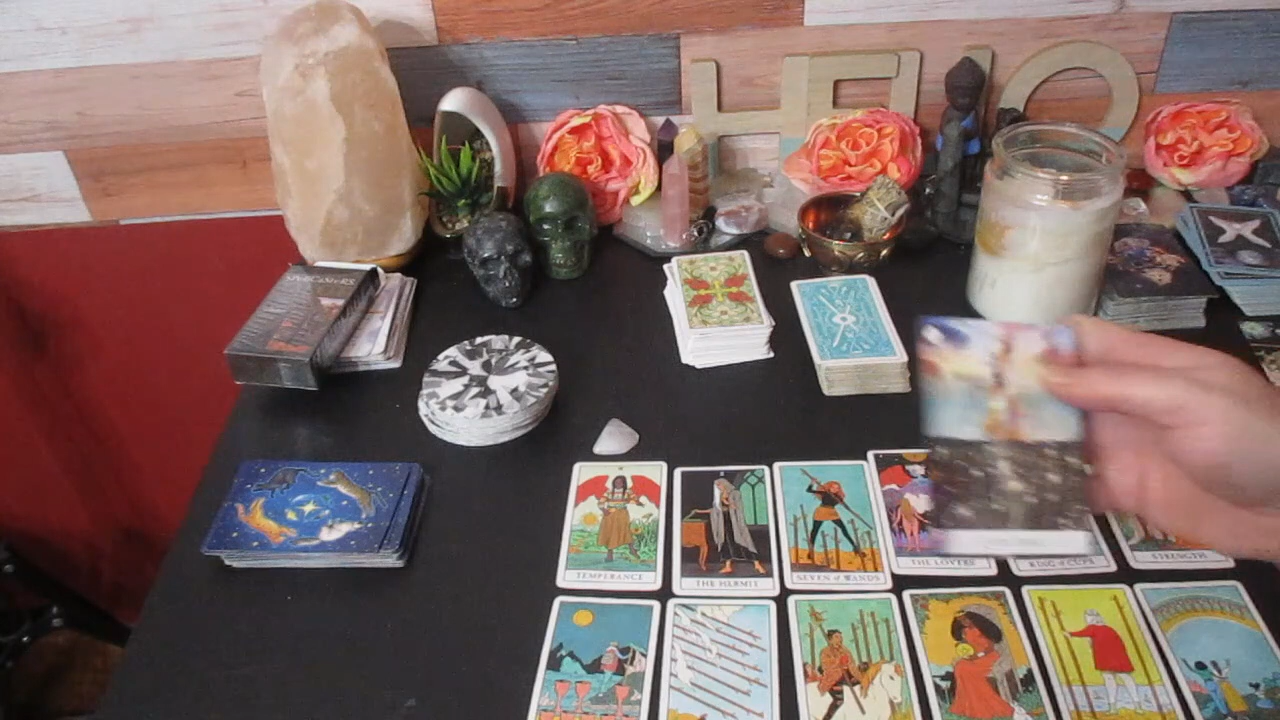 HELLO
TEMPERANCE
THE HERMIT
SEVEN of WANDS
THE LOVERS
KING of CUPS
STRENGTH